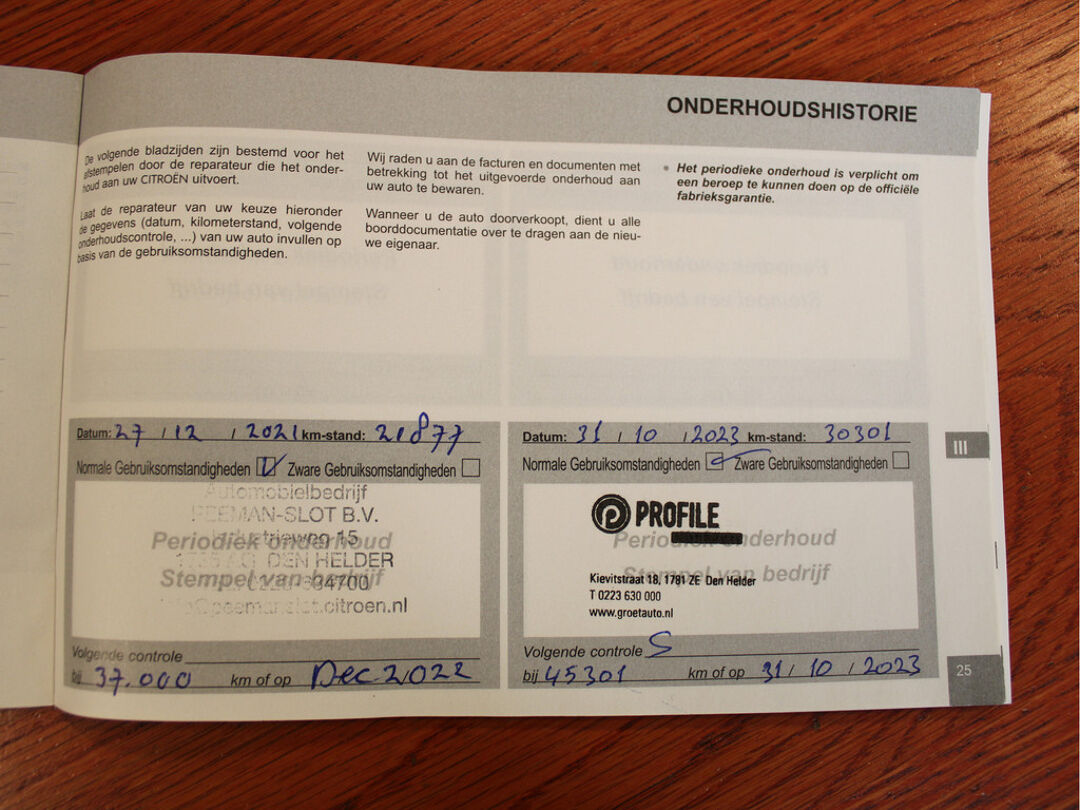 ONDERHOUDSHISTORIE
De volgende bladzijden zijn bestemd voor het
afstempelen door de reparateur die het onder-
houd aan uw CITROËN uitvoert.
Laat de reparateur van uw keuze hieronder
de gegevens (datum, kilometerstand, volgende
onderhoudscontrole, ...) van uw auto invullen op
basis van de gebruiksomstandigheden.
Wij raden u aan de facturen en documenten met
betrekking tot het uitgevoerde onderhoud aan
uw auto te bewaren.
Wanneer u de auto doorverkoopt, dient u alle
boorddocumentatie over te dragen aan de nieu-
we eigenaar.
Het periodieke onderhoud is verplicht om
een beroep te kunnen doen op de officiële
fabrieksgarantie.
Datum: 27 / 12 / 2021 km-stand: 21877
Normale Gebruiksomstandigheden Zware Gebruiksomstandigheden
Automobielbedrijf
PEEMAN-SLOT B.V.
Periodiek onderhoud
15
DEN HELDER
Stempel van bedrijf
34700
citroen.nl
Volgende controle
bij 37.000 km of op Dec 2022
Datum: 31 / 10 / 2023 km-stand: 30301
Normale Gebruiksomstandigheden Zware Gebruiksomstandigheden
PROFILE
Periodiek onderhoud
Stempel van bedrijf
Kievitstraat 18, 1781 ZE Den Helder
T 0223 630 000
www.groetauto.nl
Volgende controle
bij 45301 km of op 31 / 10 / 2023
III
25